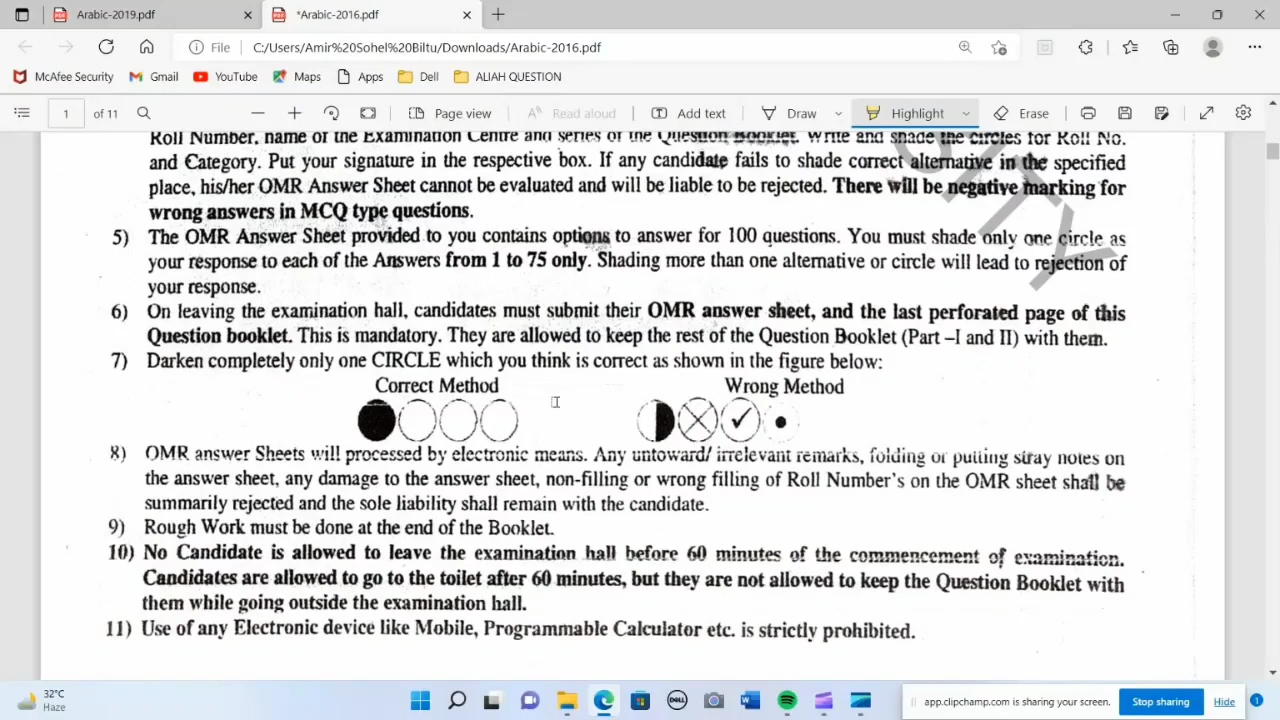 Arabic-2019.pdf
*Arabic-2016.pdf
File
C:/Users/Amir%20Sohel%20Biltu/Downloads/Arabic-2016.pdf
McAfee Security
Gmail
YouTube
Maps
Apps
Dell
ALIAH QUESTION
1 of 11
Page view
Read aloud
Add text
Draw
Highlight
Erase
Roll Number, name of the Examination Centre and series of the Question Booklet. Write and shade the circles for Roll No.
and Category. Put your signature in the respective box. If any candidate fails to shade correct alternative in the specified
place, his/her OMR Answer Sheet cannot be evaluated and will be liable to be rejected. There will be negative marking for
wrong answers in MCQ type questions.
5) The OMR Answer Sheet provided to you contains options to answer for 100 questions. You must shade only one circle as
your response to each of the Answers from 1 to 75 only. Shading more than one alternative or circle will lead to rejection of
your response.
6) On leaving the examination hall, candidates must submit their OMR answer sheet, and the last perforated page of this
Question booklet. This is mandatory. They are allowed to keep the rest of the Question Booklet (Part –I and II) with them.
7) Darken completely only one CIRCLE which you think is correct as shown in the figure below:
Correct Method
Wrong Method
8) OMR answer Sheets will processed by electronic means. Any untoward/ irrelevant remarks, folding or putting stray notes on
the answer sheet, any damage to the answer sheet, non-filling or wrong filling of Roll Number's on the OMR sheet shall be
summarily rejected and the sole liability shall remain with the candidate.
9) Rough Work must be done at the end of the Booklet.
10) No Candidate is allowed to leave the examination hall before 60 minutes of the commencement of examination.
Candidates are allowed to go to the toilet after 60 minutes, but they are not allowed to keep the Question Booklet with
them while going outside the examination hall.
11) Use of any Electronic device like Mobile, Programmable Calculator etc. is strictly prohibited.
SITY
32°C
Haze
DELL
app.clipchamp.com is sharing your screen.
Stop sharing
Hide
1